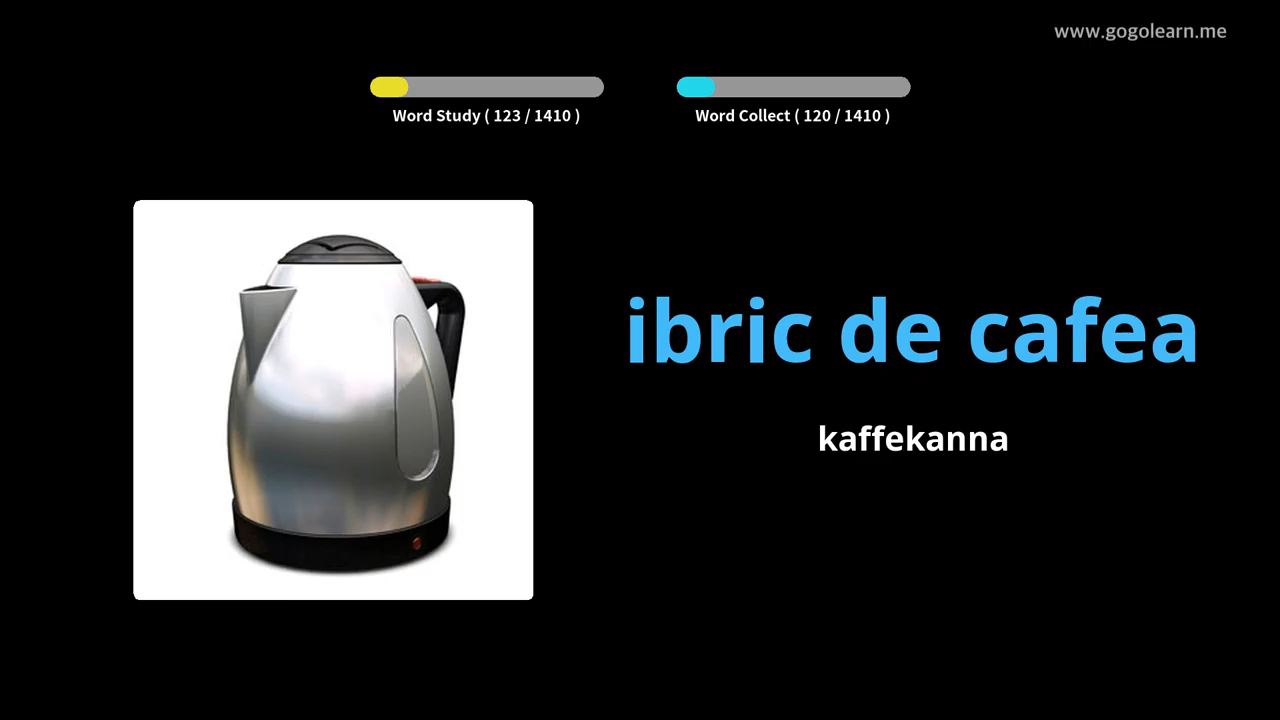 www.gogolearn.me
Word Study ( 123 / 1410 )
Word Collect ( 120 / 1410 )
ibric de cafea
kaffekanna